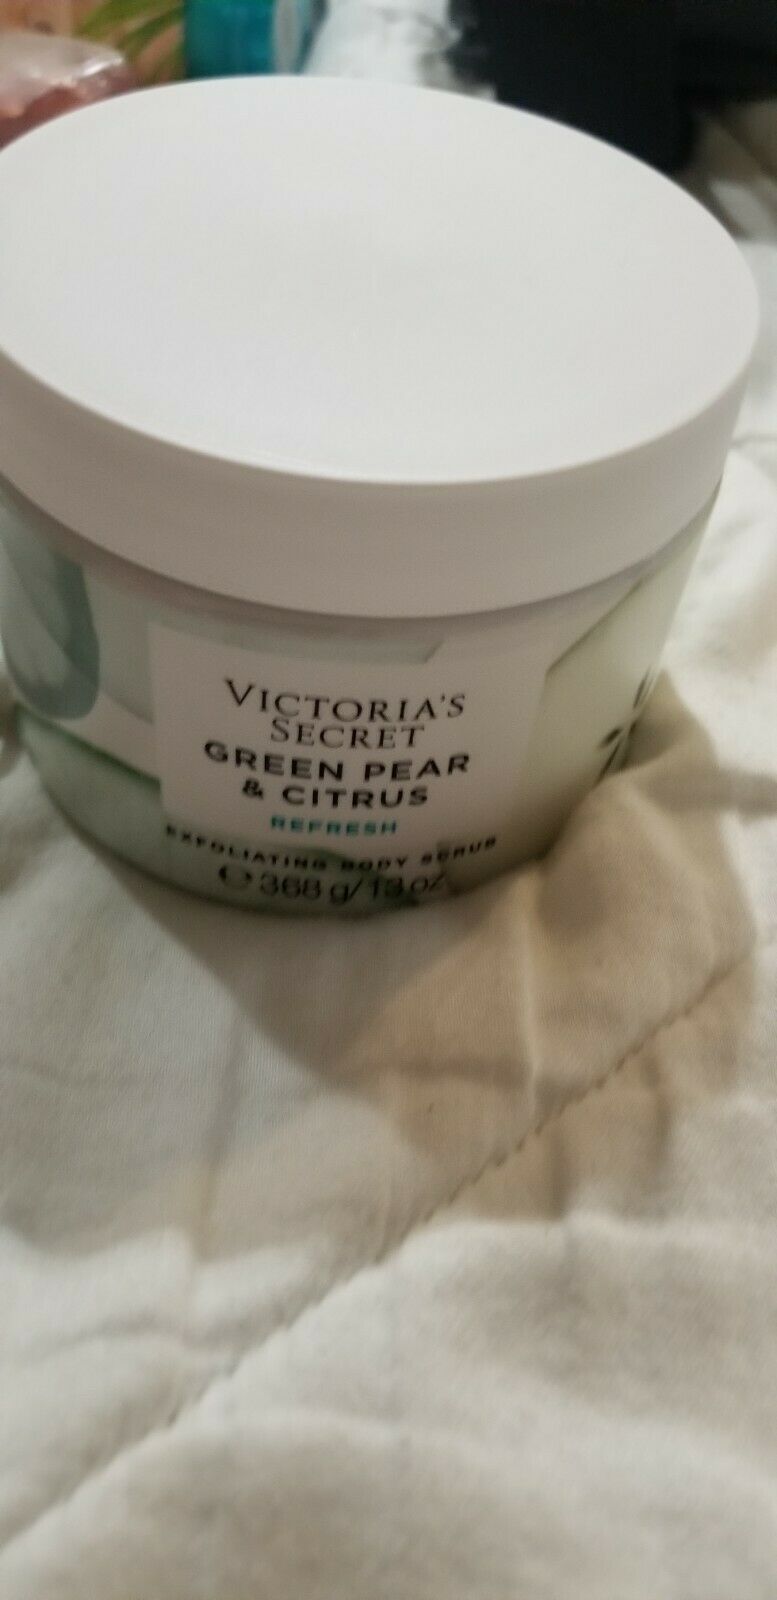 VICTORIA'S
SECRET
GREEN PEAR
& CITRUS
REFRESH
EXFOLIATING BODY SCRUB
℮ 368 g/13 oz